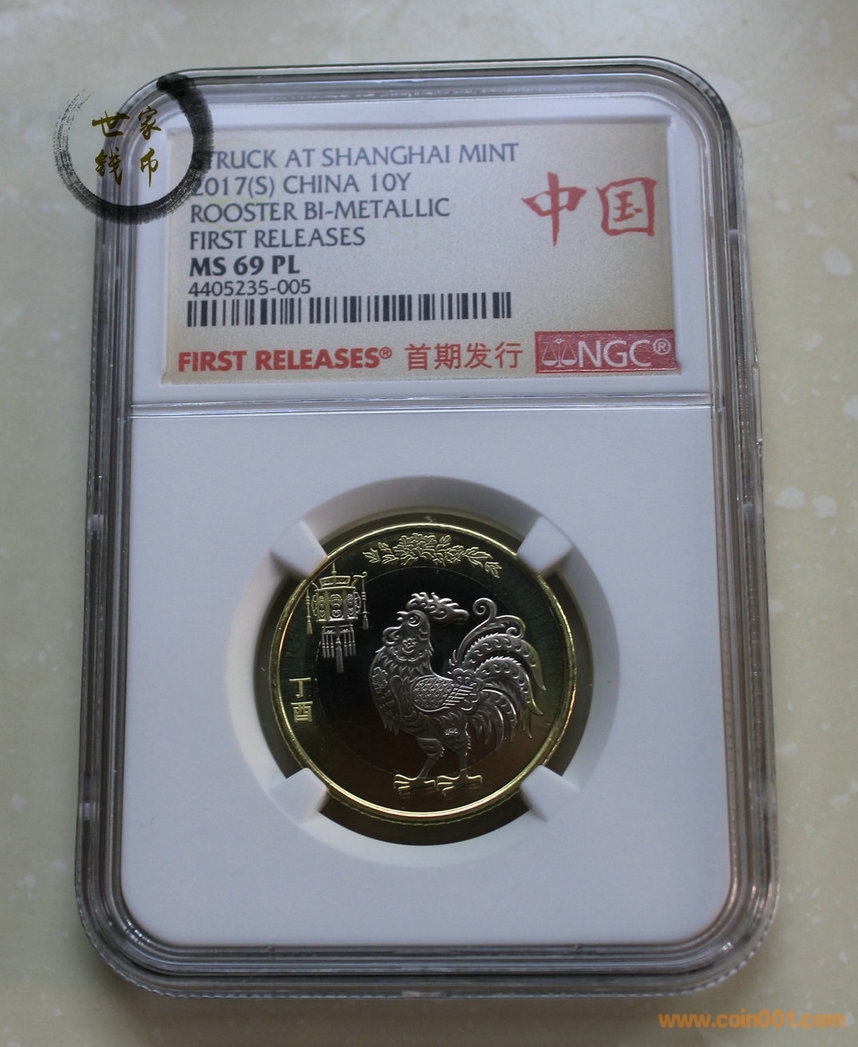 世家
钱币
STRUCK AT SHANGHAI MINT
2017(S) CHINA 10Y
ROOSTER BI-METALLIC
FIRST RELEASES
MS 69 PL
4405235-005
中国
FIRST RELEASES® 首期发行 NGC®
丁酉
www.coin001.com